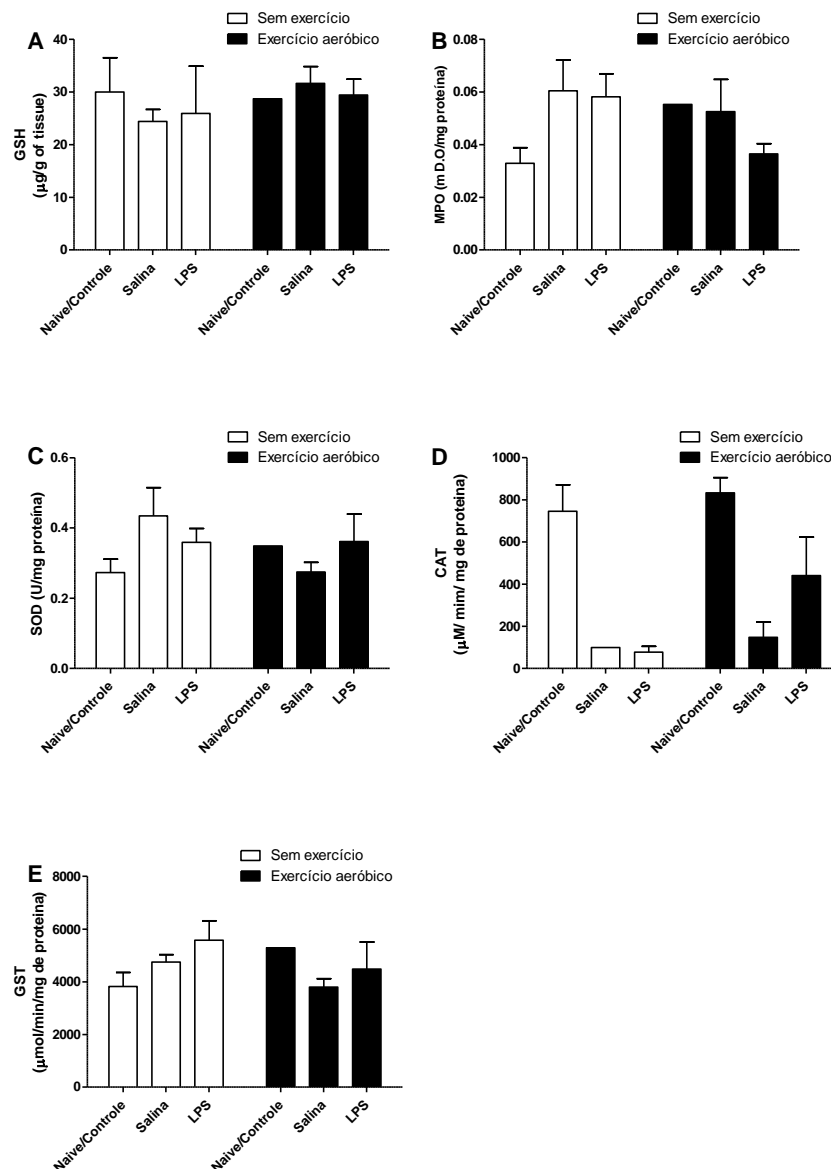 A
Sem exercício
Exercício aeróbico
GSH
(µg/g of tissue)
40
30
20
10
0
Naive/Controle
Salina
LPS
Naive/Controle
Salina
LPS
B
Sem exercício
Exercício aeróbico
MPO (m D.O/mg proteína)
0.08
0.06
0.04
0.02
0.00
Naive/Controle
Salina
LPS
Naive/Controle
Salina
LPS
C
Sem exercício
Exercício aeróbico
SOD (U/mg proteína)
0.6
0.4
0.2
0.0
Naive/Controle
Salina
LPS
Naive/Controle
Salina
LPS
D
Sem exercício
Exercício aeróbico
CAT
(µM/ mim/ mg de proteína)
1000
800
600
400
200
0
Naive/Controle
Salina
LPS
Naive/Controle
Salina
LPS
E
Sem exercício
Exercício aeróbico
GST
(µmol/min/mg de proteina)
8000
6000
4000
2000
0
Naive/Controle
Salina
LPS
Naive/Controle
Salina
LPS